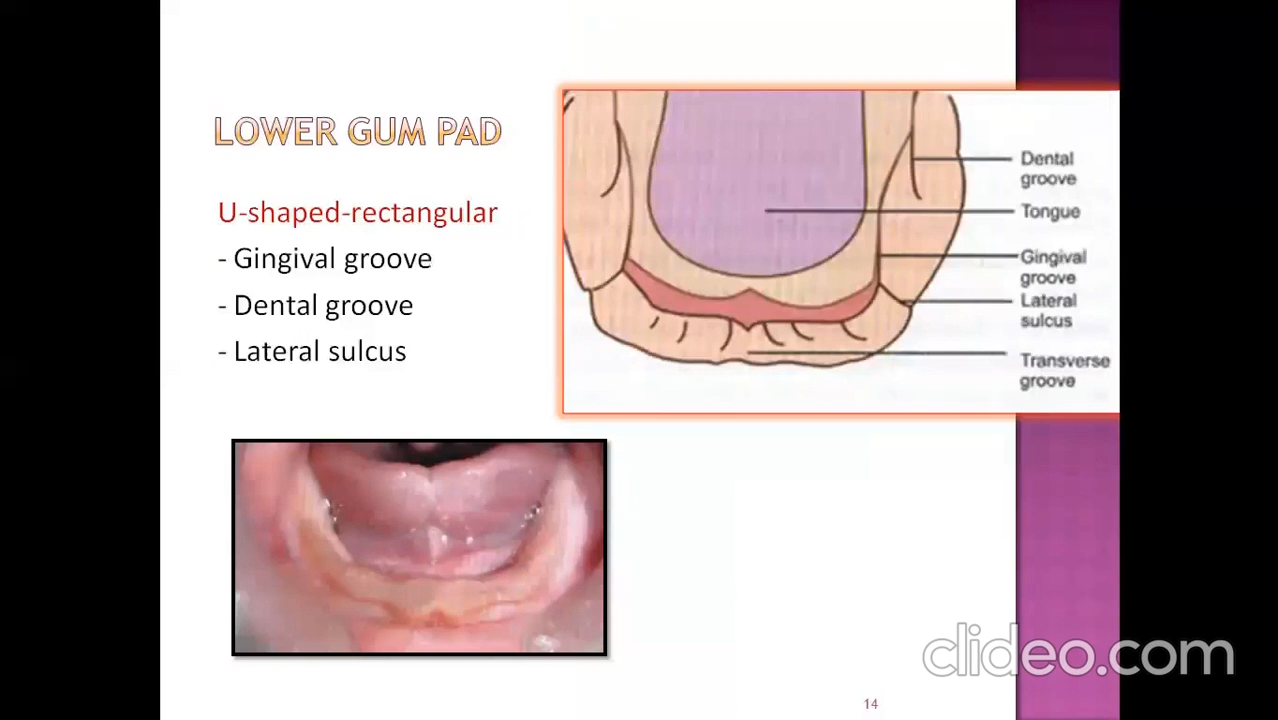 LOWER GUM PAD
U-shaped-rectangular
- Gingival groove
- Dental groove
- Lateral sulcus
Dental
groove
Tongue
Gingival
groove
Lateral
sulcus
Transverse
groove
clideo.com
14